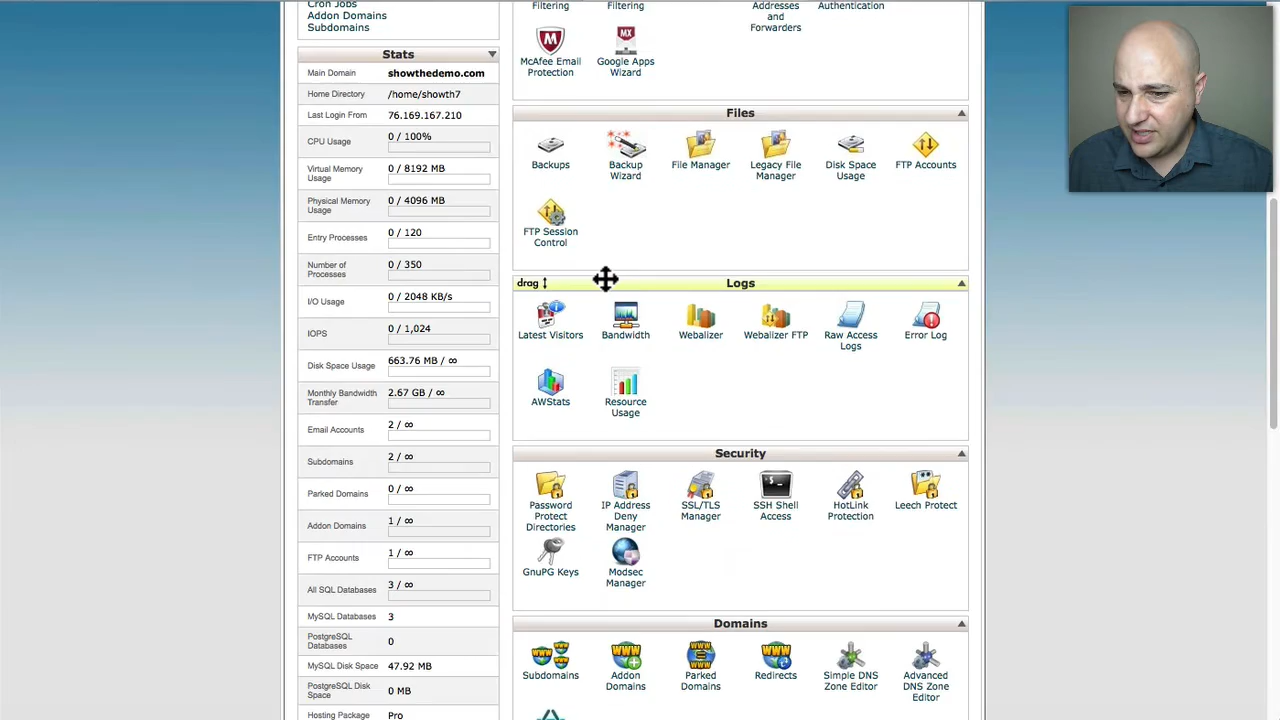 Cron Jobs
Addon Domains
Subdomains
Stats
Main Domain showthedemo.com
Home Directory /home/showth7
Last Login From 76.169.167.210
CPU Usage 0 / 100%
Virtual Memory
Usage
0 / 8192 MB
Physical Memory
Usage
0 / 4096 MB
Entry Processes 0 / 120
Number of
Processes
0 / 350
I/O Usage 0 / 2048 KB/s
IOPS 0 / 1,024
Disk Space Usage 663.76 MB / ∞
Monthly Bandwidth
Transfer
2.67 GB / ∞
Email Accounts 2 / ∞
Subdomains 2 / ∞
Parked Domains 0 / ∞
Addon Domains 1 / ∞
FTP Accounts 1 / ∞
All SQL Databases 3 / ∞
MySQL Databases 3
PostgreSQL
Databases
0
MySQL Disk Space 47.92 MB
PostgreSQL Disk
Space
0 MB
Hosting Package Pro
Filtering
Filtering
Addresses
and
Forwarders
Authentication
McAfee Email
Protection
Google Apps
Wizard
Files
Backups
Backup
Wizard
File Manager
Legacy File
Manager
Disk Space
Usage
FTP Accounts
FTP Session
Control
drag Logs
Latest Visitors
Bandwidth
Webalizer
Webalizer FTP
Raw Access
Logs
Error Log
AWStats
Resource
Usage
Security
Password
Protect
Directories
IP Address
Deny
Manager
SSL/TLS
Manager
SSH Shell
Access
HotLink
Protection
Leech Protect
GnuPG Keys
Modsec
Manager
Domains
Subdomains
Addon
Domains
Parked
Domains
Redirects
Simple DNS
Zone Editor
Advanced
DNS Zone
Editor